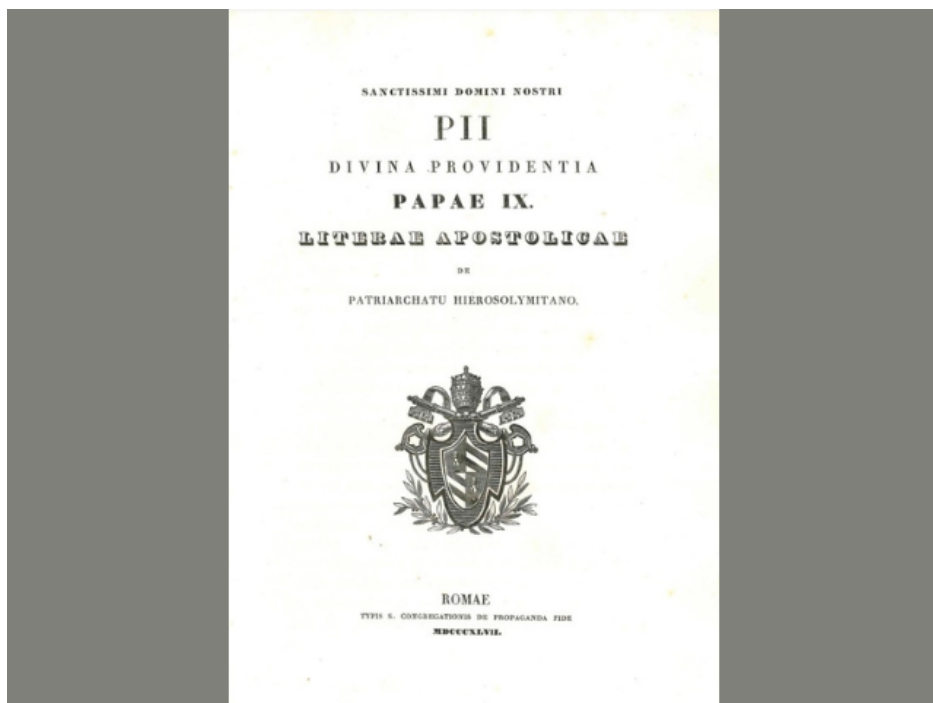 SANCTISSIMI DOMINI NOSTRI
PII
DIVINA PROVIDENTIA
PAPAE IX.
LITERAE APOSTOLICAE
DE
PATRIARCHATU HIEROSOLYMITANO.
ROMAE
TYPIS S. CONGREGATIONIS DE PROPAGANDA FIDE
MDCCCXLVII.